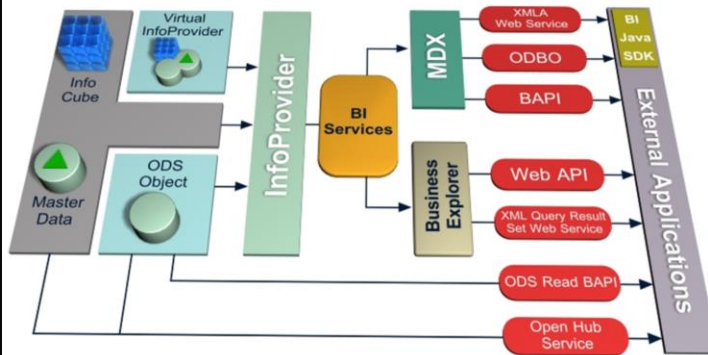 Virtual
InfoProvider
Info
Cube
Master
Data
ODS
Object
InfoProvider
BI
Services
MDX
Business
Explorer
XMLA
Web Service
ODBO
BAPI
Web API
XML Query Result
Set Web Service
ODS Read BAPI
Open Hub
Service
BI
Java
SDK
External Applications